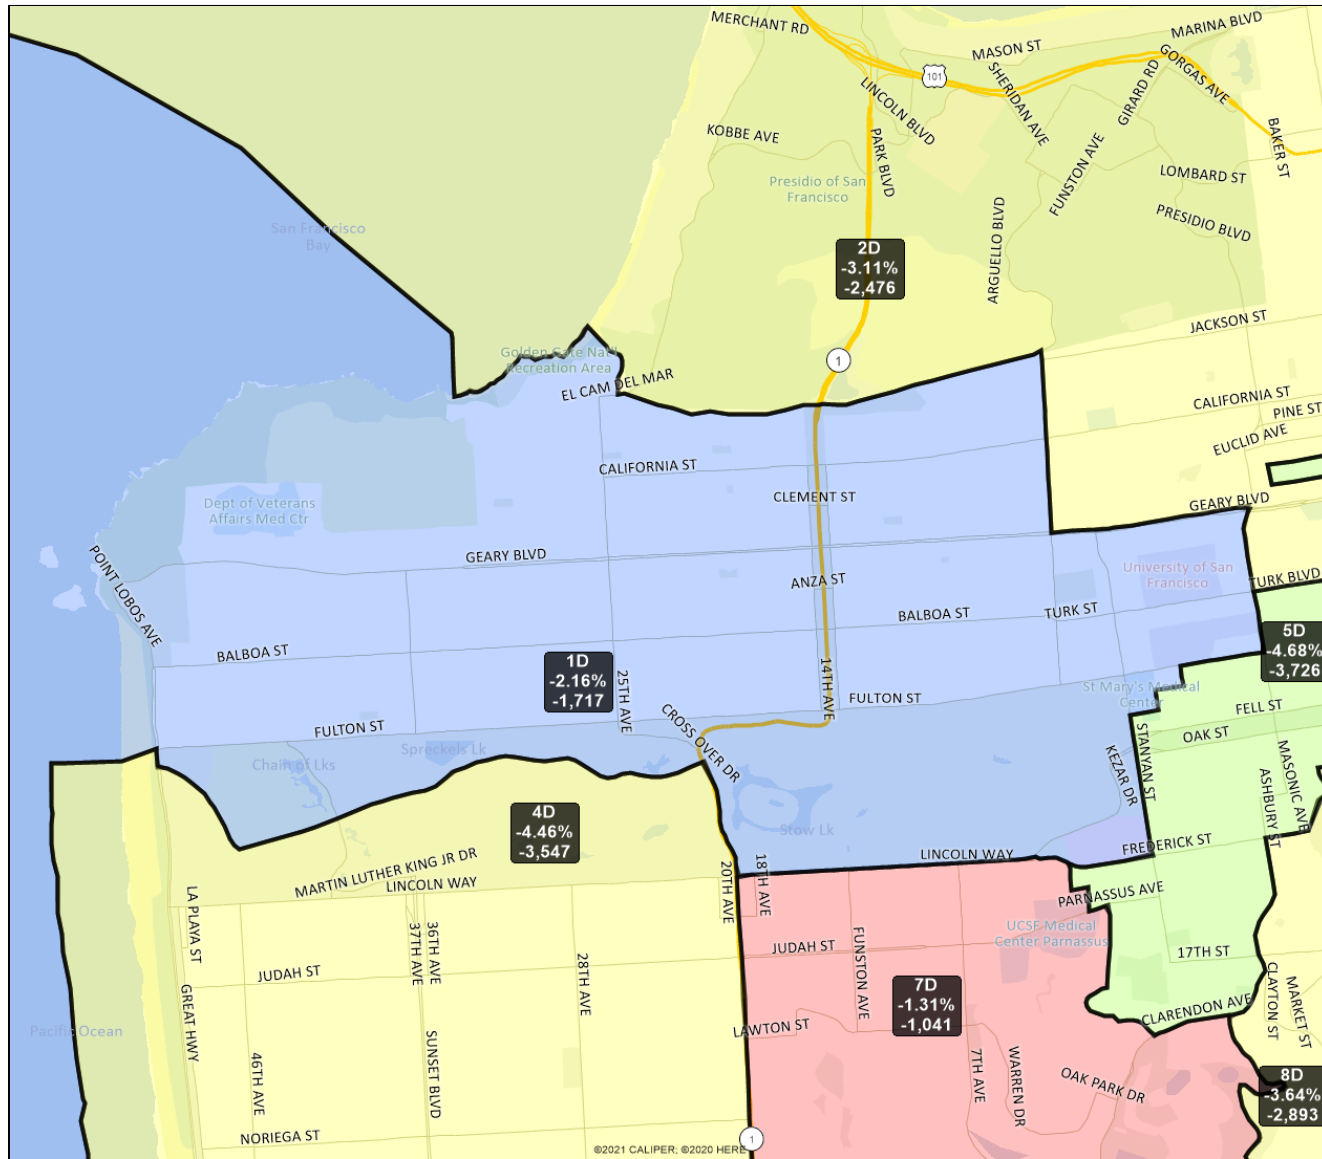 MERCHANT RD
MARINA BLVD
MASON ST
101
SHERIDAN AVE
GIRARD RD
GORGAS AVE
LINCOLN BLVD
BAKER ST
KOBBE AVE
PARK BLVD
FUNSTON AVE
LOMBARD ST
Presidio of San
Francisco
PRESIDIO BLVD
San Francisco
Bay
ARGUELLO BLVD
2D
-3.11%
-2,476
JACKSON ST
Golden Gate Nat'l
Recreation Area
1
EL CAM DEL MAR
CALIFORNIA ST
PINE ST
EUCLID AVE
CALIFORNIA ST
CLEMENT ST
Dept of Veterans
Affairs Med Ctr
GEARY BLVD
GEARY BLVD
POINT LOBOS AVE
University of San
Francisco
ANZA ST
TURK BLVD
BALBOA ST
TURK ST
BALBOA ST
5D
-4.68%
-3,726
1D
-2.16%
-1,717
25TH AVE
14TH AVE
FULTON ST
St Mary's Medical
Center
FULTON ST
CROSS OVER DR
FELL ST
OAK ST
Spreckels Lk
Chain of Lks
STANYAN ST
KEZAR DR
MASONIC AVE
ASHBURY ST
4D
-4.46%
-3,547
Stow Lk
FREDERICK ST
LINCOLN WAY
MARTIN LUTHER KING JR DR
LINCOLN WAY
20TH AVE
18TH AVE
PARNASSUS AVE
LA PLAYA ST
37TH AVE
36TH AVE
UCSF Medical
Center Parnassus
JUDAH ST
FUNSTON AVE
17TH ST
JUDAH ST
28TH AVE
7D
-1.31%
-1,041
CLAYTON ST
MARKET ST
GREAT HWY
CLARENDON AVE
Pacific Ocean
LAWTON ST
SUNSET BLVD
46TH AVE
7TH AVE
WARREN DR
OAK PARK DR
8D
-3.64%
-2,893
NORIEGA ST
1
©2021 CALIPER; ©2020 HERE